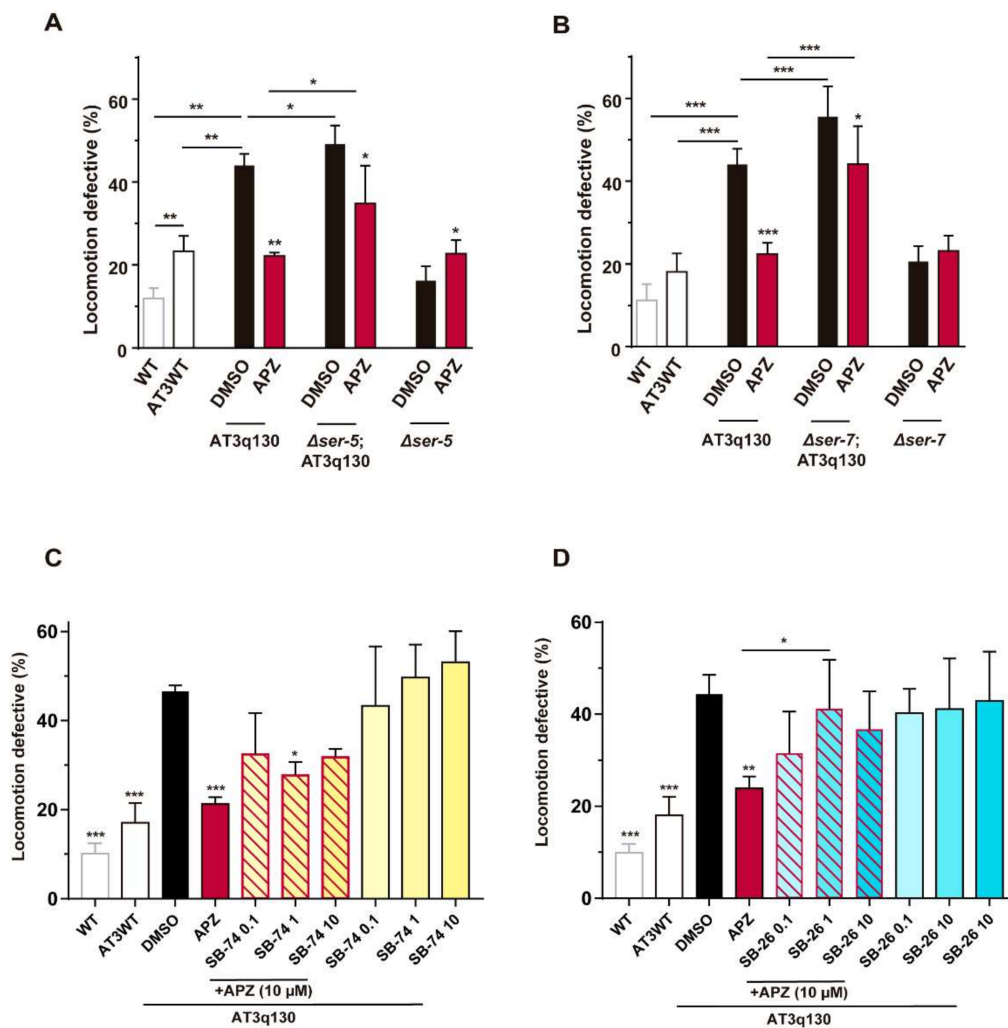 A
Locomotion defective (%)
60
40
20
0
**
**
**
**
*
*
*
*
WT
AT3WT
DMSO
APZ
DMSO
APZ
DMSO
APZ
AT3q130
Δser-5;
AT3q130
Δser-5
B
Locomotion defective (%)
60
40
20
0
***
***
***
***
***
*
WT
AT3WT
DMSO
APZ
DMSO
APZ
DMSO
APZ
AT3q130
Δser-7;
AT3q130
Δser-7
C
Locomotion defective (%)
60
40
20
0
***
***
***
*
WT
AT3WT
DMSO
APZ
SB-74 0.1
SB-74 1
SB-74 10
SB-74 0.1
SB-74 1
SB-74 10
+APZ (10 µM)
AT3q130
D
Locomotion defective (%)
60
40
20
0
***
***
**
*
WT
AT3WT
DMSO
APZ
SB-26 0.1
SB-26 1
SB-26 10
SB-26 0.1
SB-26 10
SB-26 10
+APZ (10 µM)
AT3q130